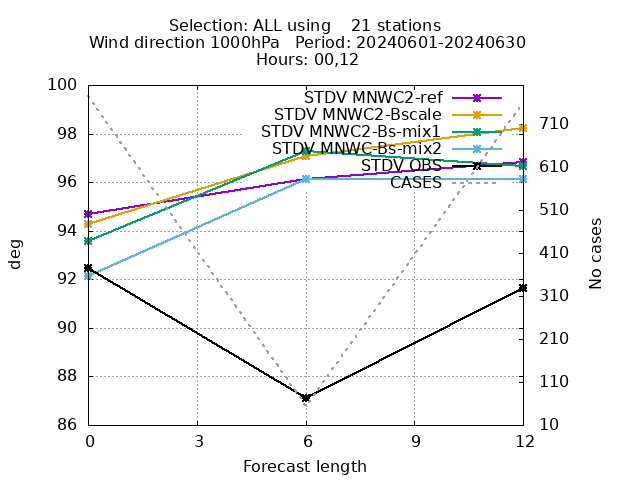 Selection: ALL using 21 stations
Wind direction 1000hPa Period: 20240601-20240630
Hours: 00,12
STDV MNWC2-ref
STDV MNWC2-Bscale
STDV MNWC2-Bs-mix1
STDV MNWC-Bs-mix2
STDV OBS
CASES
100
98
96
94
92
90
88
86
deg
710
610
510
410
310
210
110
10
No cases
0
3
6
9
12
Forecast length